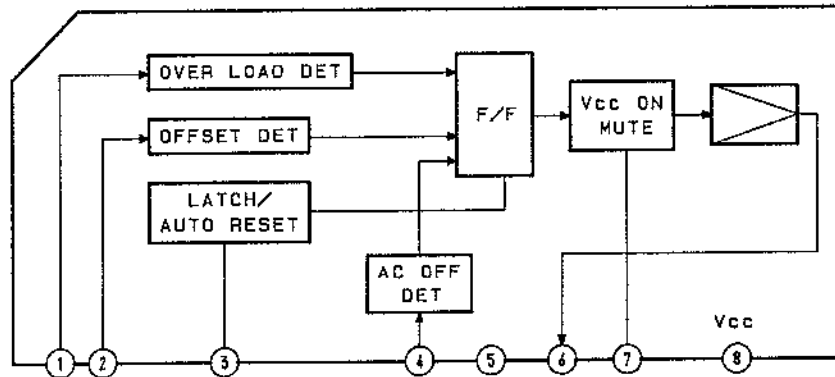 OVER LOAD DET
OFFSET DET
LATCH/
AUTO RESET
F/F
Vcc ON
MUTE
AC OFF
DET
Vcc
1 2 3 4 5 6 7 8